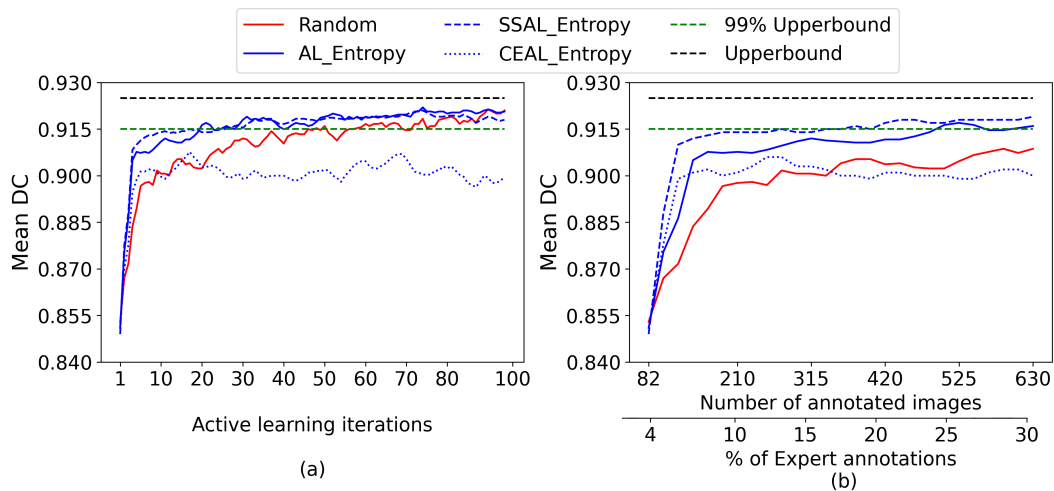 Random SSAL_Entropy 99% Upperbound
AL_Entropy CEAL_Entropy Upperbound
Mean DC
0.930
0.915
0.900
0.885
0.870
0.855
0.840
1 10 20 30 40 50 60 70 80 100
Active learning iterations
(a)
Mean DC
0.930
0.915
0.900
0.885
0.870
0.855
0.840
82 210 315 420 525 630
Number of annotated images
4 10 15 20 25 30
% of Expert annotations
(b)